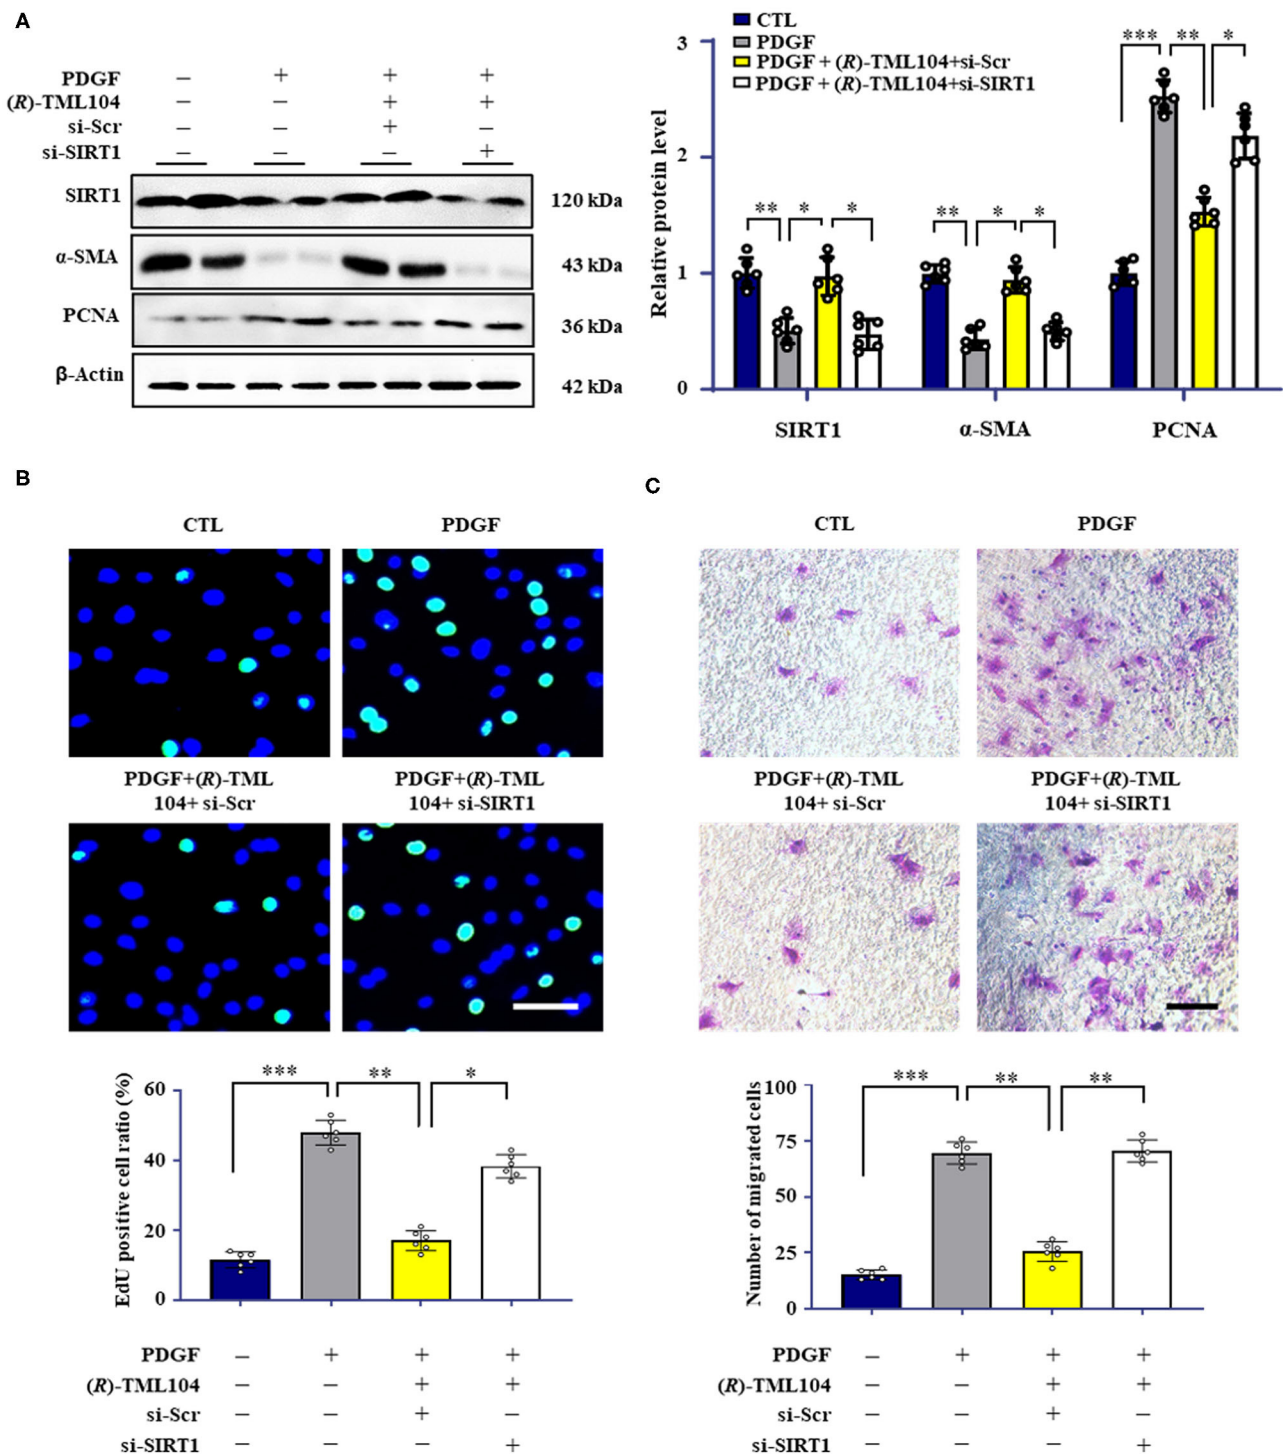 A
PDGF − + + +
(R)-TML104 − − + +
si-Scr − − + −
si-SIRT1 − − − +
SIRT1 120 kDa
α-SMA 43 kDa
PCNA 36 kDa
β-Actin 42 kDa
CTL
PDGF
PDGF + (R)-TML104+si-Scr
PDGF + (R)-TML104+si-SIRT1
Relative protein level
3
2
1
0
** * *
** * *
*** ** *
SIRT1 α-SMA PCNA
B
CTL PDGF
PDGF+(R)-TML PDGF+(R)-TML
104+ si-Scr 104+ si-SIRT1
EdU positive cell ratio (%)
60
40
20
0
*** ** *
PDGF − + + +
(R)-TML104 − − + +
si-Scr − − + −
si-SIRT1 − − − +
C
CTL PDGF
PDGF+(R)-TML PDGF+(R)-TML
104+ si-Scr 104+ si-SIRT1
Number of migrated cells
100
75
50
25
0
*** ** **
PDGF − + + +
(R)-TML104 − − + +
si-Scr − − + −
si-SIRT1 − − − +